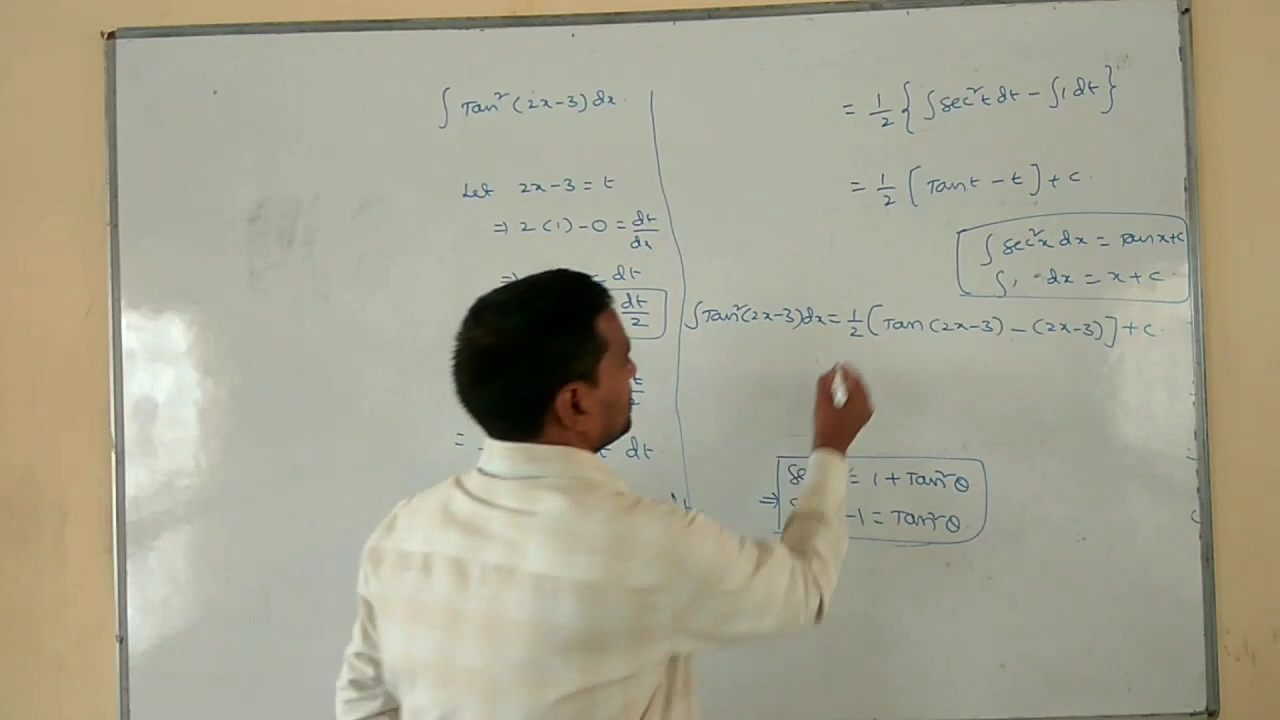 ∫ Tan²(2x-3) dx
Let 2x-3 = t
⇒ 2(1) - 0 = dt/dx
⇒ = dt
dt/2
t/2
= t dt
= 1/2 { ∫ sec²t dt - ∫ 1 dt }
= 1/2 [ Tan t - t ] + c
∫ sec²x dx = Tan x + c
∫ 1 · dx = x + c
∫ Tan²(2x-3) dx = 1/2 [ Tan(2x-3) - (2x-3) ] + c
= 1 + Tan²θ
⇒ -1 = Tan²θ